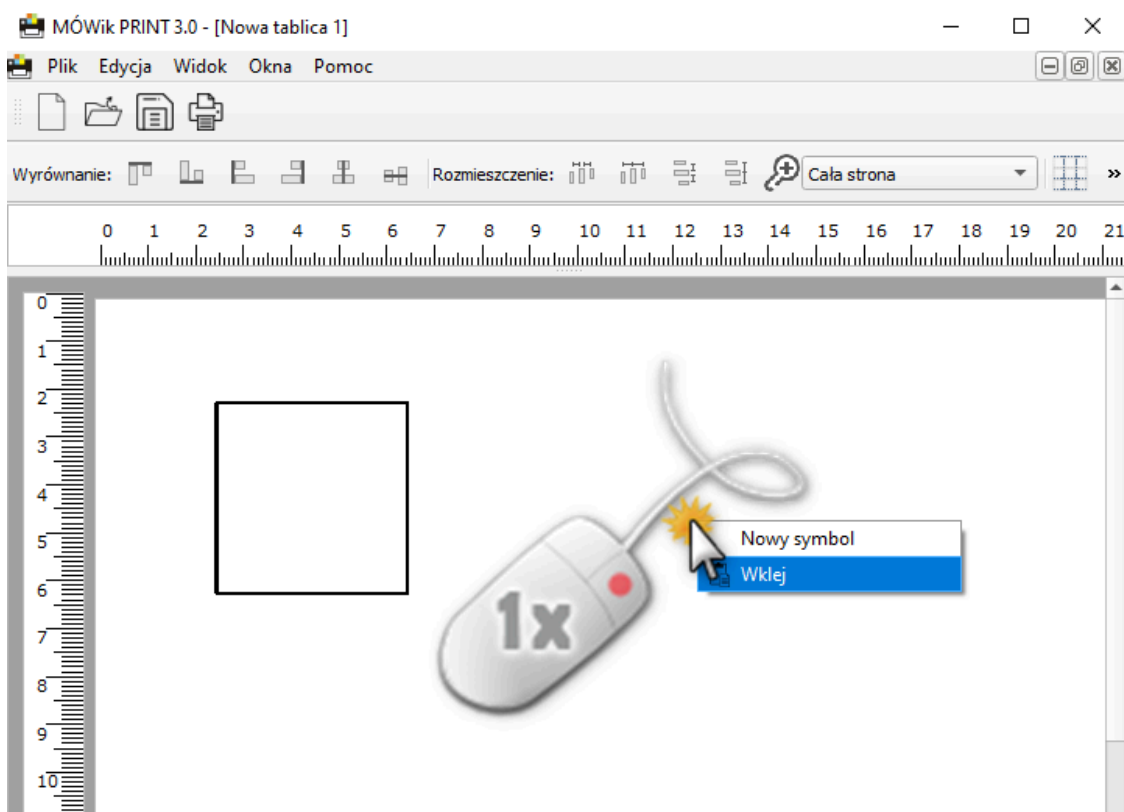 MÓWik PRINT 3.0 - [Nowa tablica 1]
Plik Edycja Widok Okna Pomoc
Wyrównanie: Rozmieszczenie: Cała strona »
0 1 2 3 4 5 6 7 8 9 10 11 12 13 14 15 16 17 18 19 20 21
0
1
2
3
4
5
6
7
8
9
10
Nowy symbol
Wklej
1x